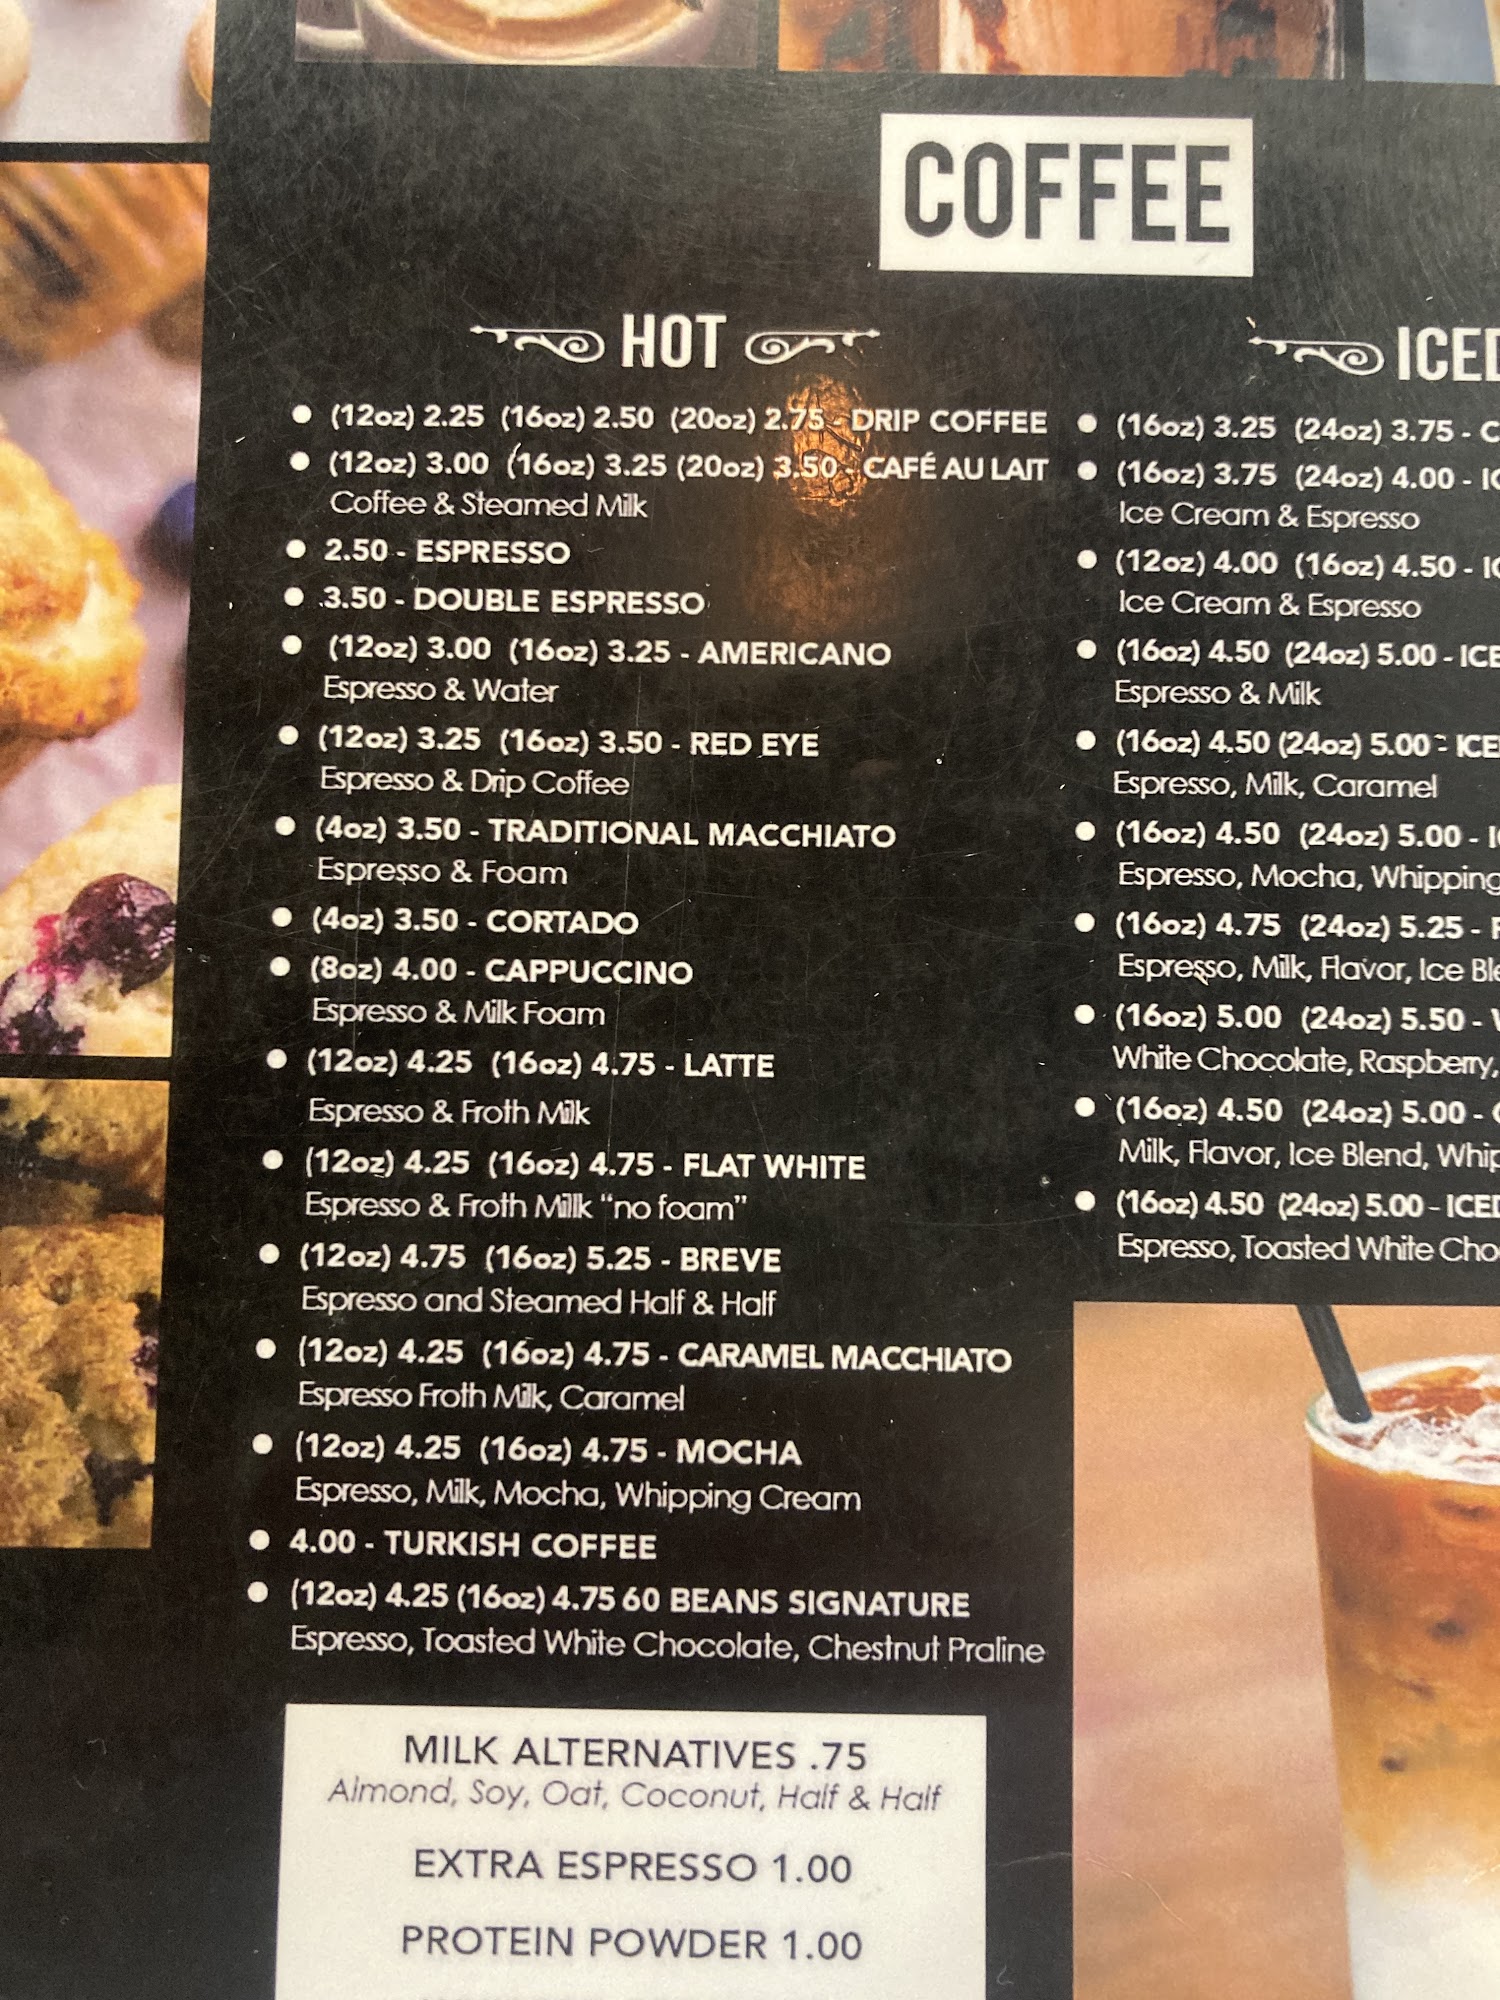 COFFEE
HOT
(12oz) 2.25 (16oz) 2.50 (20oz) 2.75 - DRIP COFFEE
(12oz) 3.00 (16oz) 3.25 (20oz) 3.50 - CAFÉ AU LAIT
Coffee & Steamed Milk
2.50 - ESPRESSO
3.50 - DOUBLE ESPRESSO
(12oz) 3.00 (16oz) 3.25 - AMERICANO
Espresso & Water
(12oz) 3.25 (16oz) 3.50 - RED EYE
Espresso & Drip Coffee
(4oz) 3.50 - TRADITIONAL MACCHIATO
Espresso & Foam
(4oz) 3.50 - CORTADO
(8oz) 4.00 - CAPPUCCINO
Espresso & Milk Foam
(12oz) 4.25 (16oz) 4.75 - LATTE
Espresso & Froth Milk
(12oz) 4.25 (16oz) 4.75 - FLAT WHITE
Espresso & Froth Millk "no foam"
(12oz) 4.75 (16oz) 5.25 - BREVE
Espresso and Steamed Half & Half
(12oz) 4.25 (16oz) 4.75 - CARAMEL MACCHIATO
Espresso Froth Milk, Caramel
(12oz) 4.25 (16oz) 4.75 - MOCHA
Espresso, Milk, Mocha, Whipping Cream
4.00 - TURKISH COFFEE
(12oz) 4.25 (16oz) 4.75 60 BEANS SIGNATURE
Espresso, Toasted White Chocolate, Chestnut Praline
MILK ALTERNATIVES .75
Almond, Soy, Oat, Coconut, Half & Half
EXTRA ESPRESSO 1.00
PROTEIN POWDER 1.00
ICED
(16oz) 3.25 (24oz) 3.75 -
(16oz) 3.75 (24oz) 4.00 -
Ice Cream & Espresso
(12oz) 4.00 (16oz) 4.50 -
Ice Cream & Espresso
(16oz) 4.50 (24oz) 5.00 -
Espresso & Milk
(16oz) 4.50 (24oz) 5.00 -
Espresso, Milk, Caramel
(16oz) 4.50 (24oz) 5.00 -
Espresso, Mocha, Whipping
(16oz) 4.75 (24oz) 5.25 -
Espresso, Milk, Flavor, Ice
(16oz) 5.00 (24oz) 5.50 -
White Chocolate, Raspberry,
(16oz) 4.50 (24oz) 5.00 -
Milk, Flavor, Ice Blend,
(16oz) 4.50 (24oz) 5.00 - ICED
Espresso, Toasted White